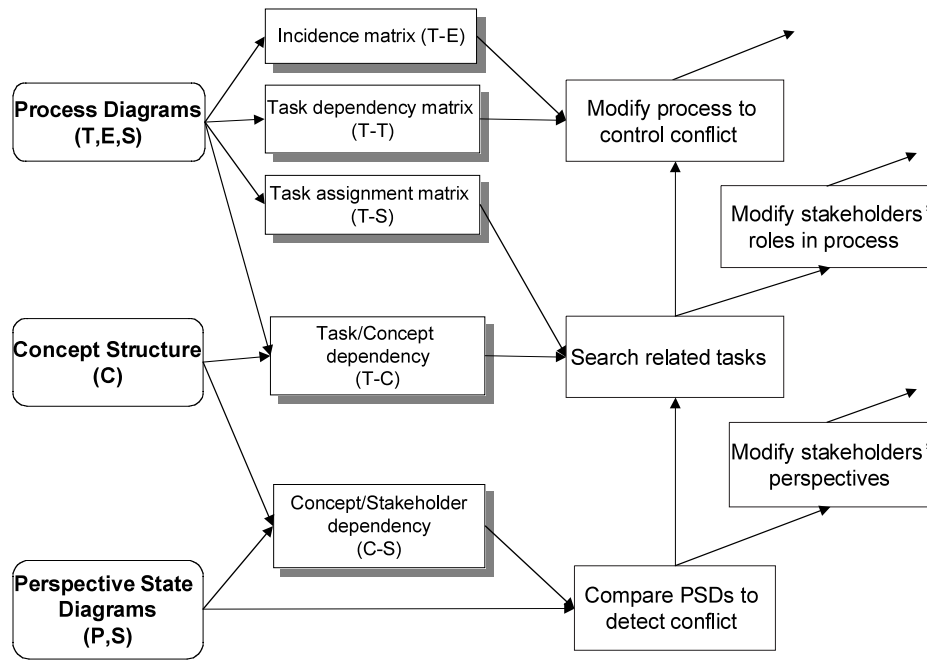 Incidence matrix (T-E)
Process Diagrams
(T,E,S)
Task dependency matrix
(T-T)
Modify process to
control conflict
Task assignment matrix
(T-S)
Modify stakeholders'
roles in process
Concept Structure
(C)
Task/Concept
dependency
(T-C)
Search related tasks
Modify stakeholders'
perspectives
Concept/Stakeholder
dependency
(C-S)
Perspective State
Diagrams
(P,S)
Compare PSDs to
detect conflict